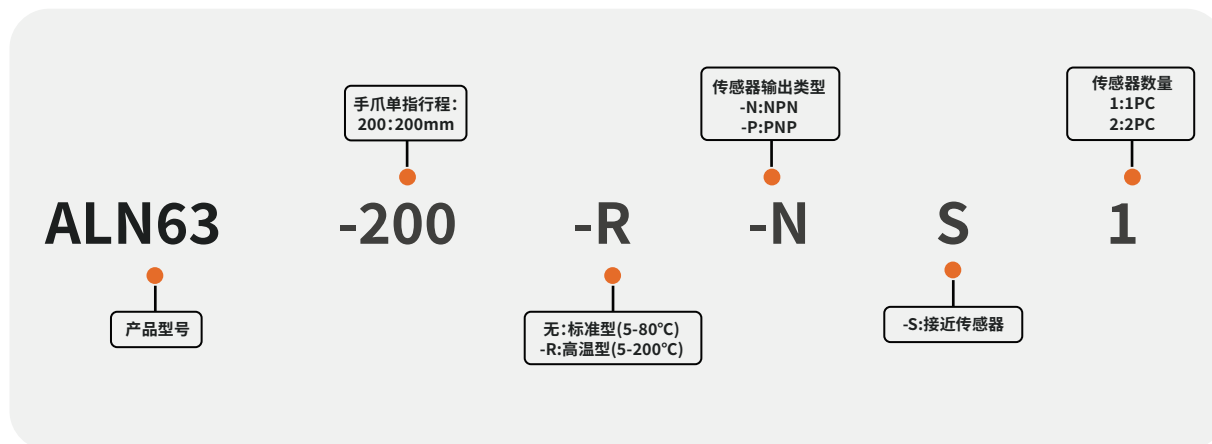 手爪单指行程：
200：200mm
传感器输出类型
-N:NPN
-P:PNP
传感器数量
1:1PC
2:2PC
ALN63 -200 -R -N S 1
产品型号
无：标准型(5-80℃)
-R:高温型(5-200℃)
-S:接近传感器